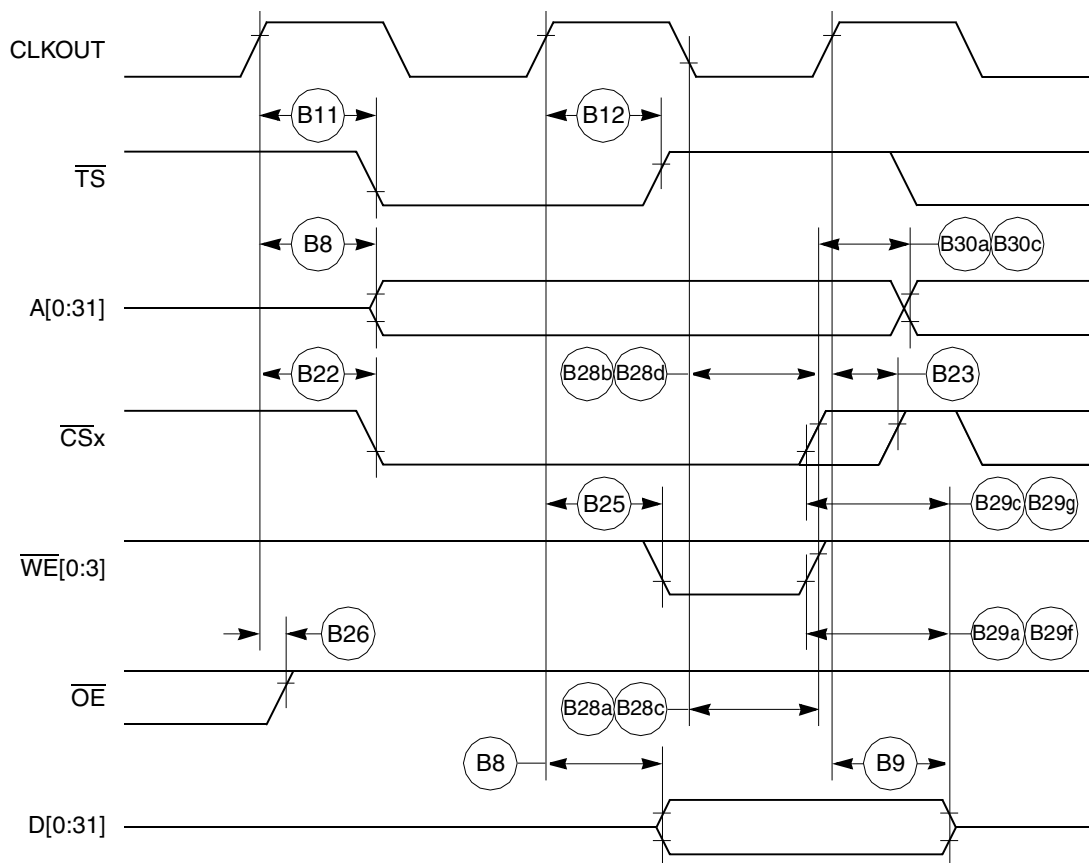 CLKOUT
B11 B12
TS
B8 B30a B30c
A[0:31]
B22 B28b B28d B23
CSx
B25 B29c B29g
WE[0:3]
B26 B29a B29f
OE
B28a B28c
B8 B9
D[0:31]